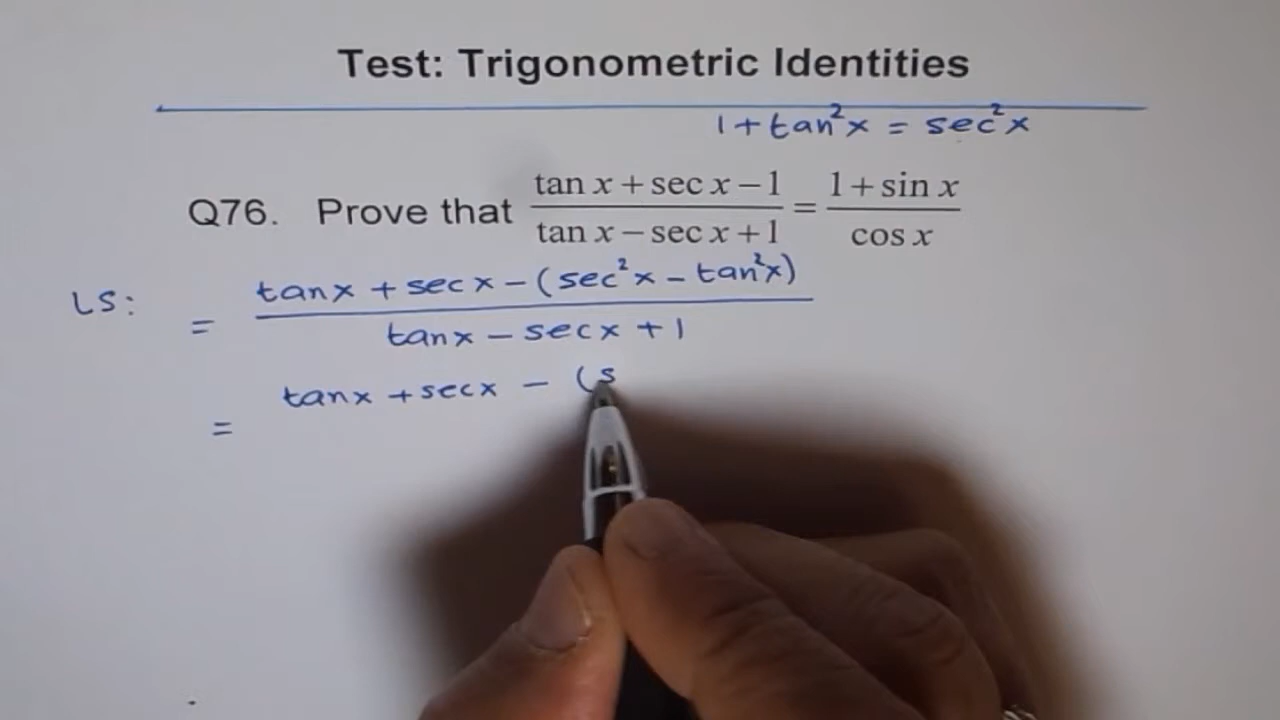 Test: Trigonometric Identities
1 + tan²x = sec²x
Q76. Prove that (tan x + sec x − 1)/(tan x − sec x + 1) = (1 + sin x)/(cos x)
LS: = (tanx + secx − (sec²x − tan²x))/(tanx − secx + 1)
= tanx + secx − (s